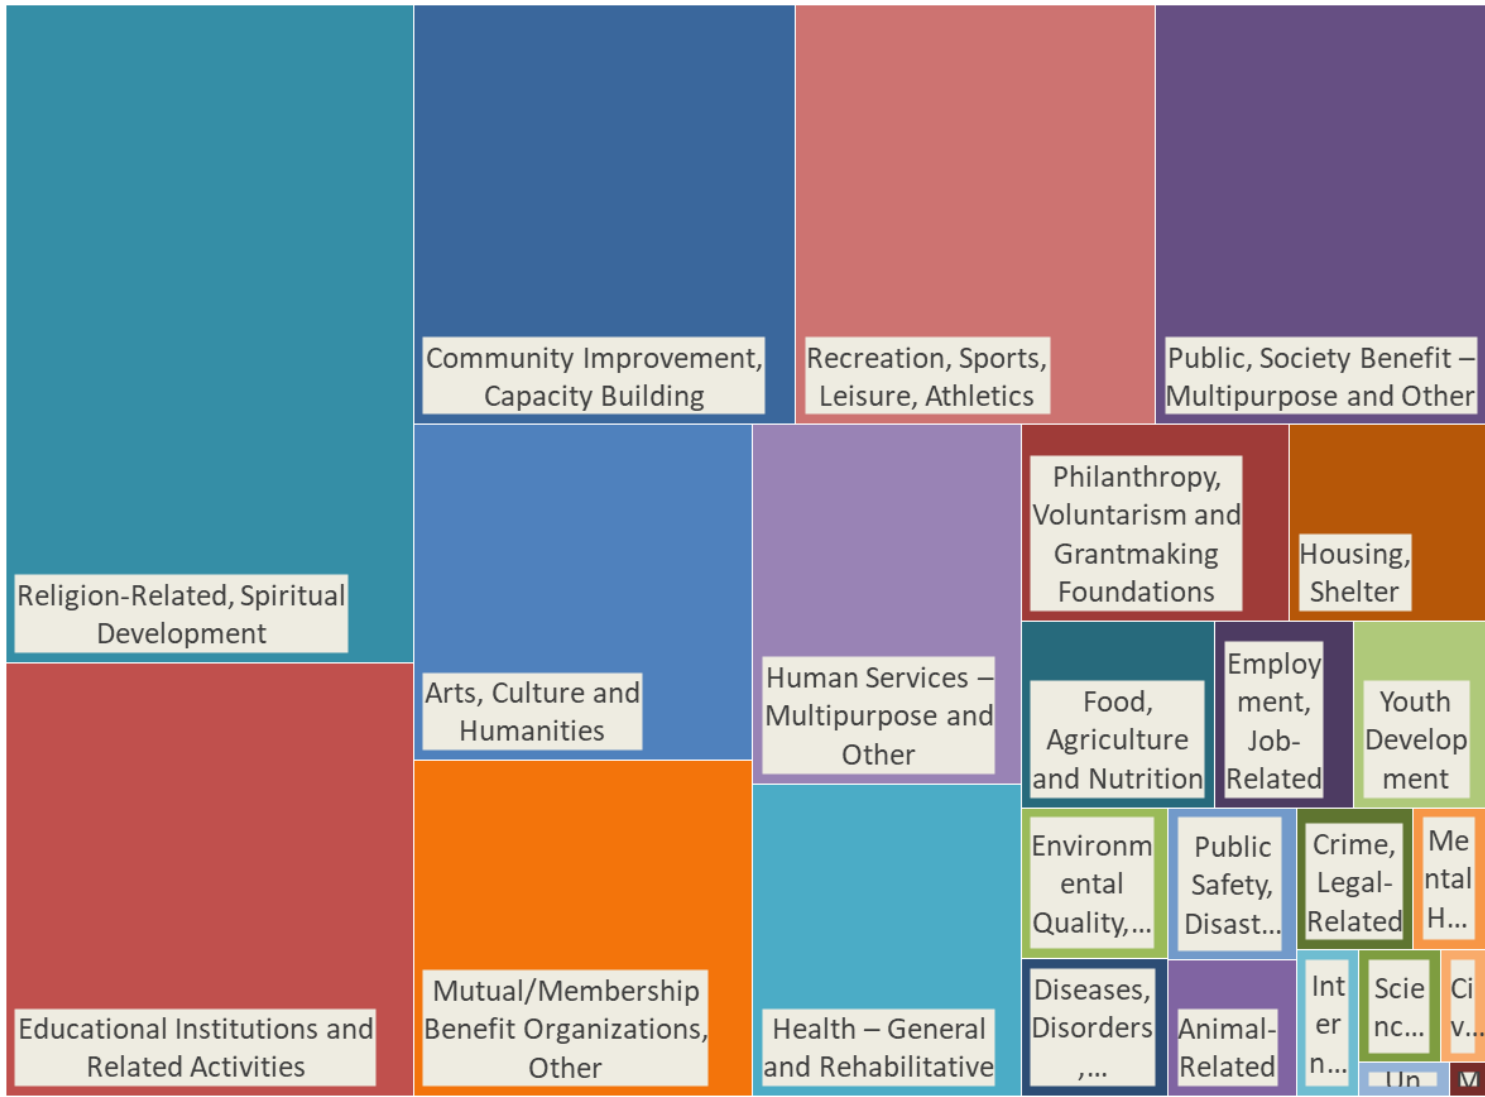 Religion-Related, Spiritual
Development
Educational Institutions and
Related Activities
Community Improvement,
Capacity Building
Recreation, Sports,
Leisure, Athletics
Public, Society Benefit –
Multipurpose and Other
Arts, Culture and
Humanities
Mutual/Membership
Benefit Organizations,
Other
Human Services –
Multipurpose and
Other
Health – General
and Rehabilitative
Philanthropy,
Voluntarism and
Grantmaking
Foundations
Housing,
Shelter
Food,
Agriculture
and Nutrition
Employ
ment,
Job-
Related
Youth
Develop
ment
Environm
ental
Quality,...
Public
Safety,
Disast...
Crime,
Legal-
Related
Me
ntal
H...
Diseases,
Disorders
,...
Animal-
Related
Int
er
n...
Scie
nc...
Ci
v...
Un